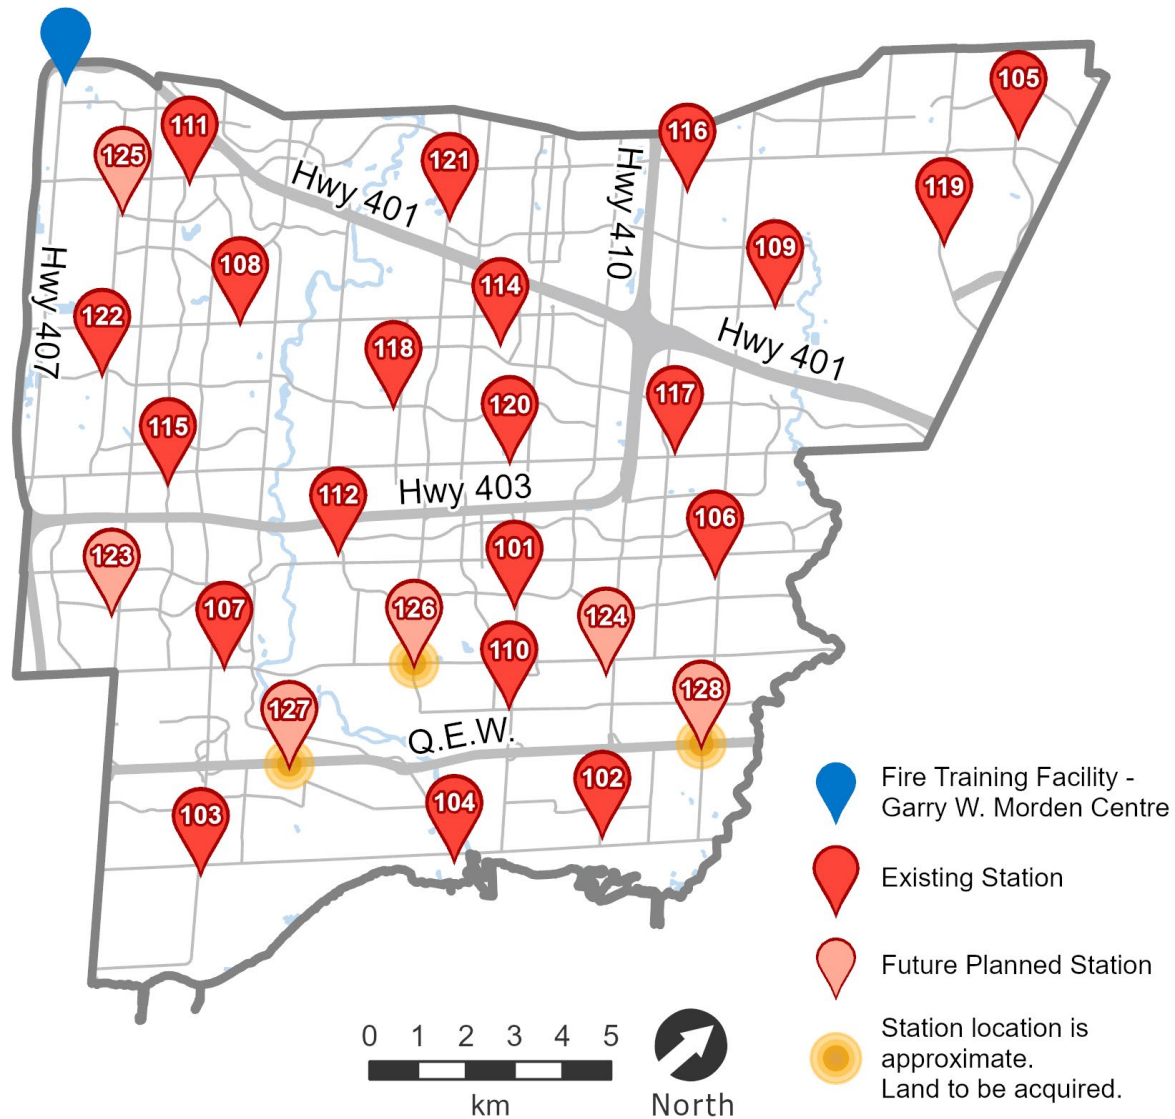 105
111
116
125
121
119
Hwy 401
Hwy 410
109
108
114
Hwy 407
122
118
Hwy 401
117
120
115
Hwy 403
112
106
101
123
107
126
124
110
128
127
Q.E.W.
102
103
104
Fire Training Facility -
Garry W. Morden Centre
Existing Station
Future Planned Station
Station location is
approximate.
Land to be acquired.
0 1 2 3 4 5
km
North